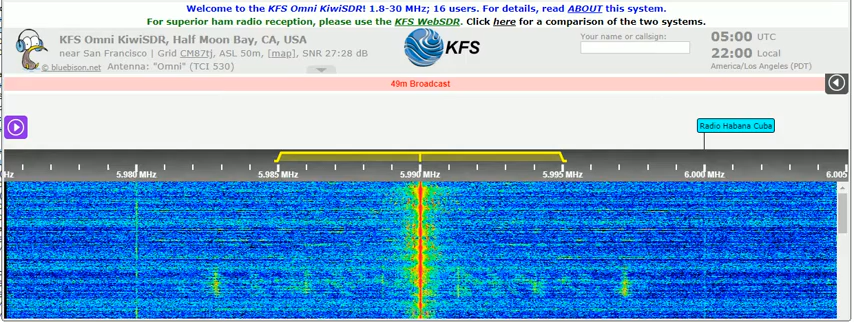 Welcome to the KFS Omni KiwiSDR! 1.8-30 MHz; 16 users. For details, read ABOUT this system.
For superior ham radio reception, please use the KFS WebSDR. Click here for a comparison of the two systems.
KFS Omni KiwiSDR, Half Moon Bay, CA, USA
near San Francisco | Grid CM87tj, ASL 50m, [map], SNR 27:28 dB
© bluebison.net Antenna: "Omni" (TCI 530)
KFS
Your name or callsign:
05:00 UTC
22:00 Local
America/Los Angeles (PDT)
49m Broadcast
Radio Habana Cuba
Hz 5.980 MHz 5.985 MHz 5.990 MHz 5.995 MHz 6.000 MHz 6.005